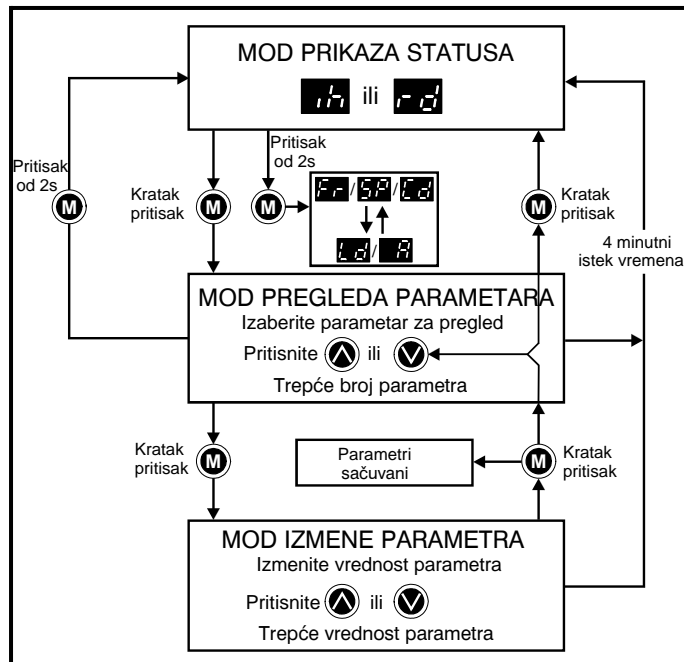 MOD PRIKAZA STATUSA
ih ili rd
Pritisak
od 2s
M
Kratak
pritisak
M
Pritisak
od 2s
M
Fr / SP / Cd
Ld / A
M
Kratak
pritisak
4 minutni
istek vremena
MOD PREGLEDA PARAMETARA
Izaberite parametar za pregled
Pritisnite ili
Trepće broj parametra
Kratak
pritisak
M
Parametri
sačuvani
M
Kratak
pritisak
MOD IZMENE PARAMETRA
Izmenite vrednost parametra
Pritisnite ili
Trepće vrednost parametra